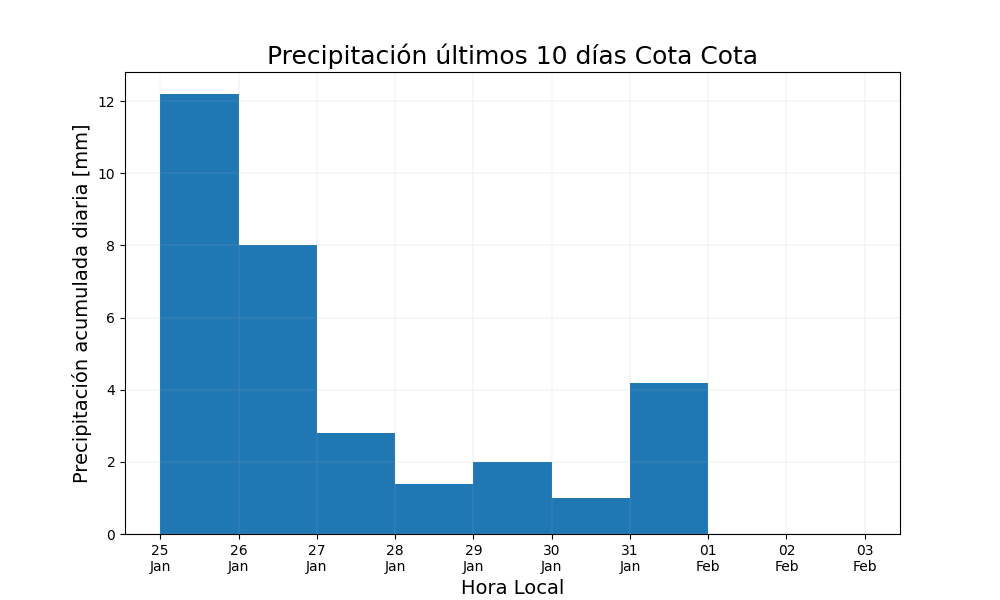 Precipitación últimos 10 días Cota Cota
Precipitación acumulada diaria [mm]
12
10
8
6
4
2
0
25 26 27 28 29 30 31 01 02 03
Jan Jan Jan Jan Jan Jan Jan Feb Feb Feb
Hora Local